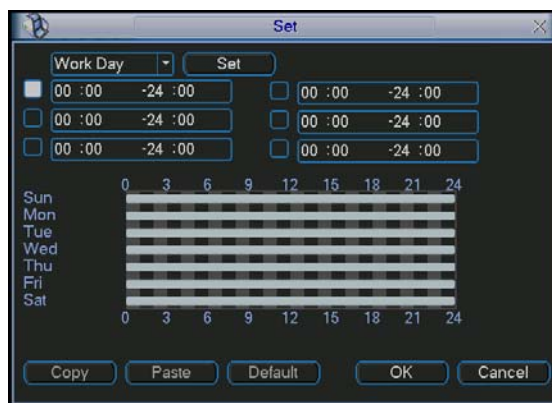 Set
Work Day Set
00 :00 -24 :00 00 :00 -24 :00
00 :00 -24 :00 00 :00 -24 :00
00 :00 -24 :00 00 :00 -24 :00
0 3 6 9 12 15 18 21 24
Sun
Mon
Tue
Wed
Thu
Fri
Sat
0 3 6 9 12 15 18 21 24
Copy Paste Default OK Cancel